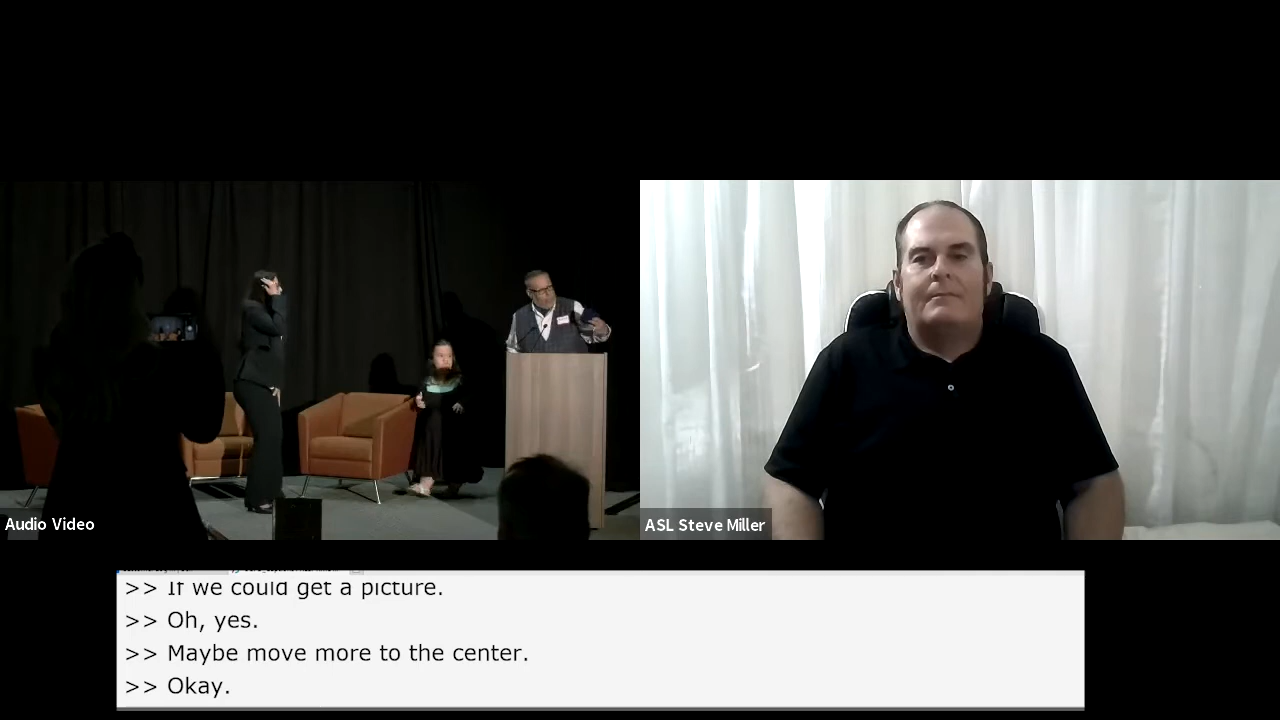 Audio Video
ASL Steve Miller
>> If we could get a picture.
>> Oh, yes.
>> Maybe move more to the center.
>> Okay.